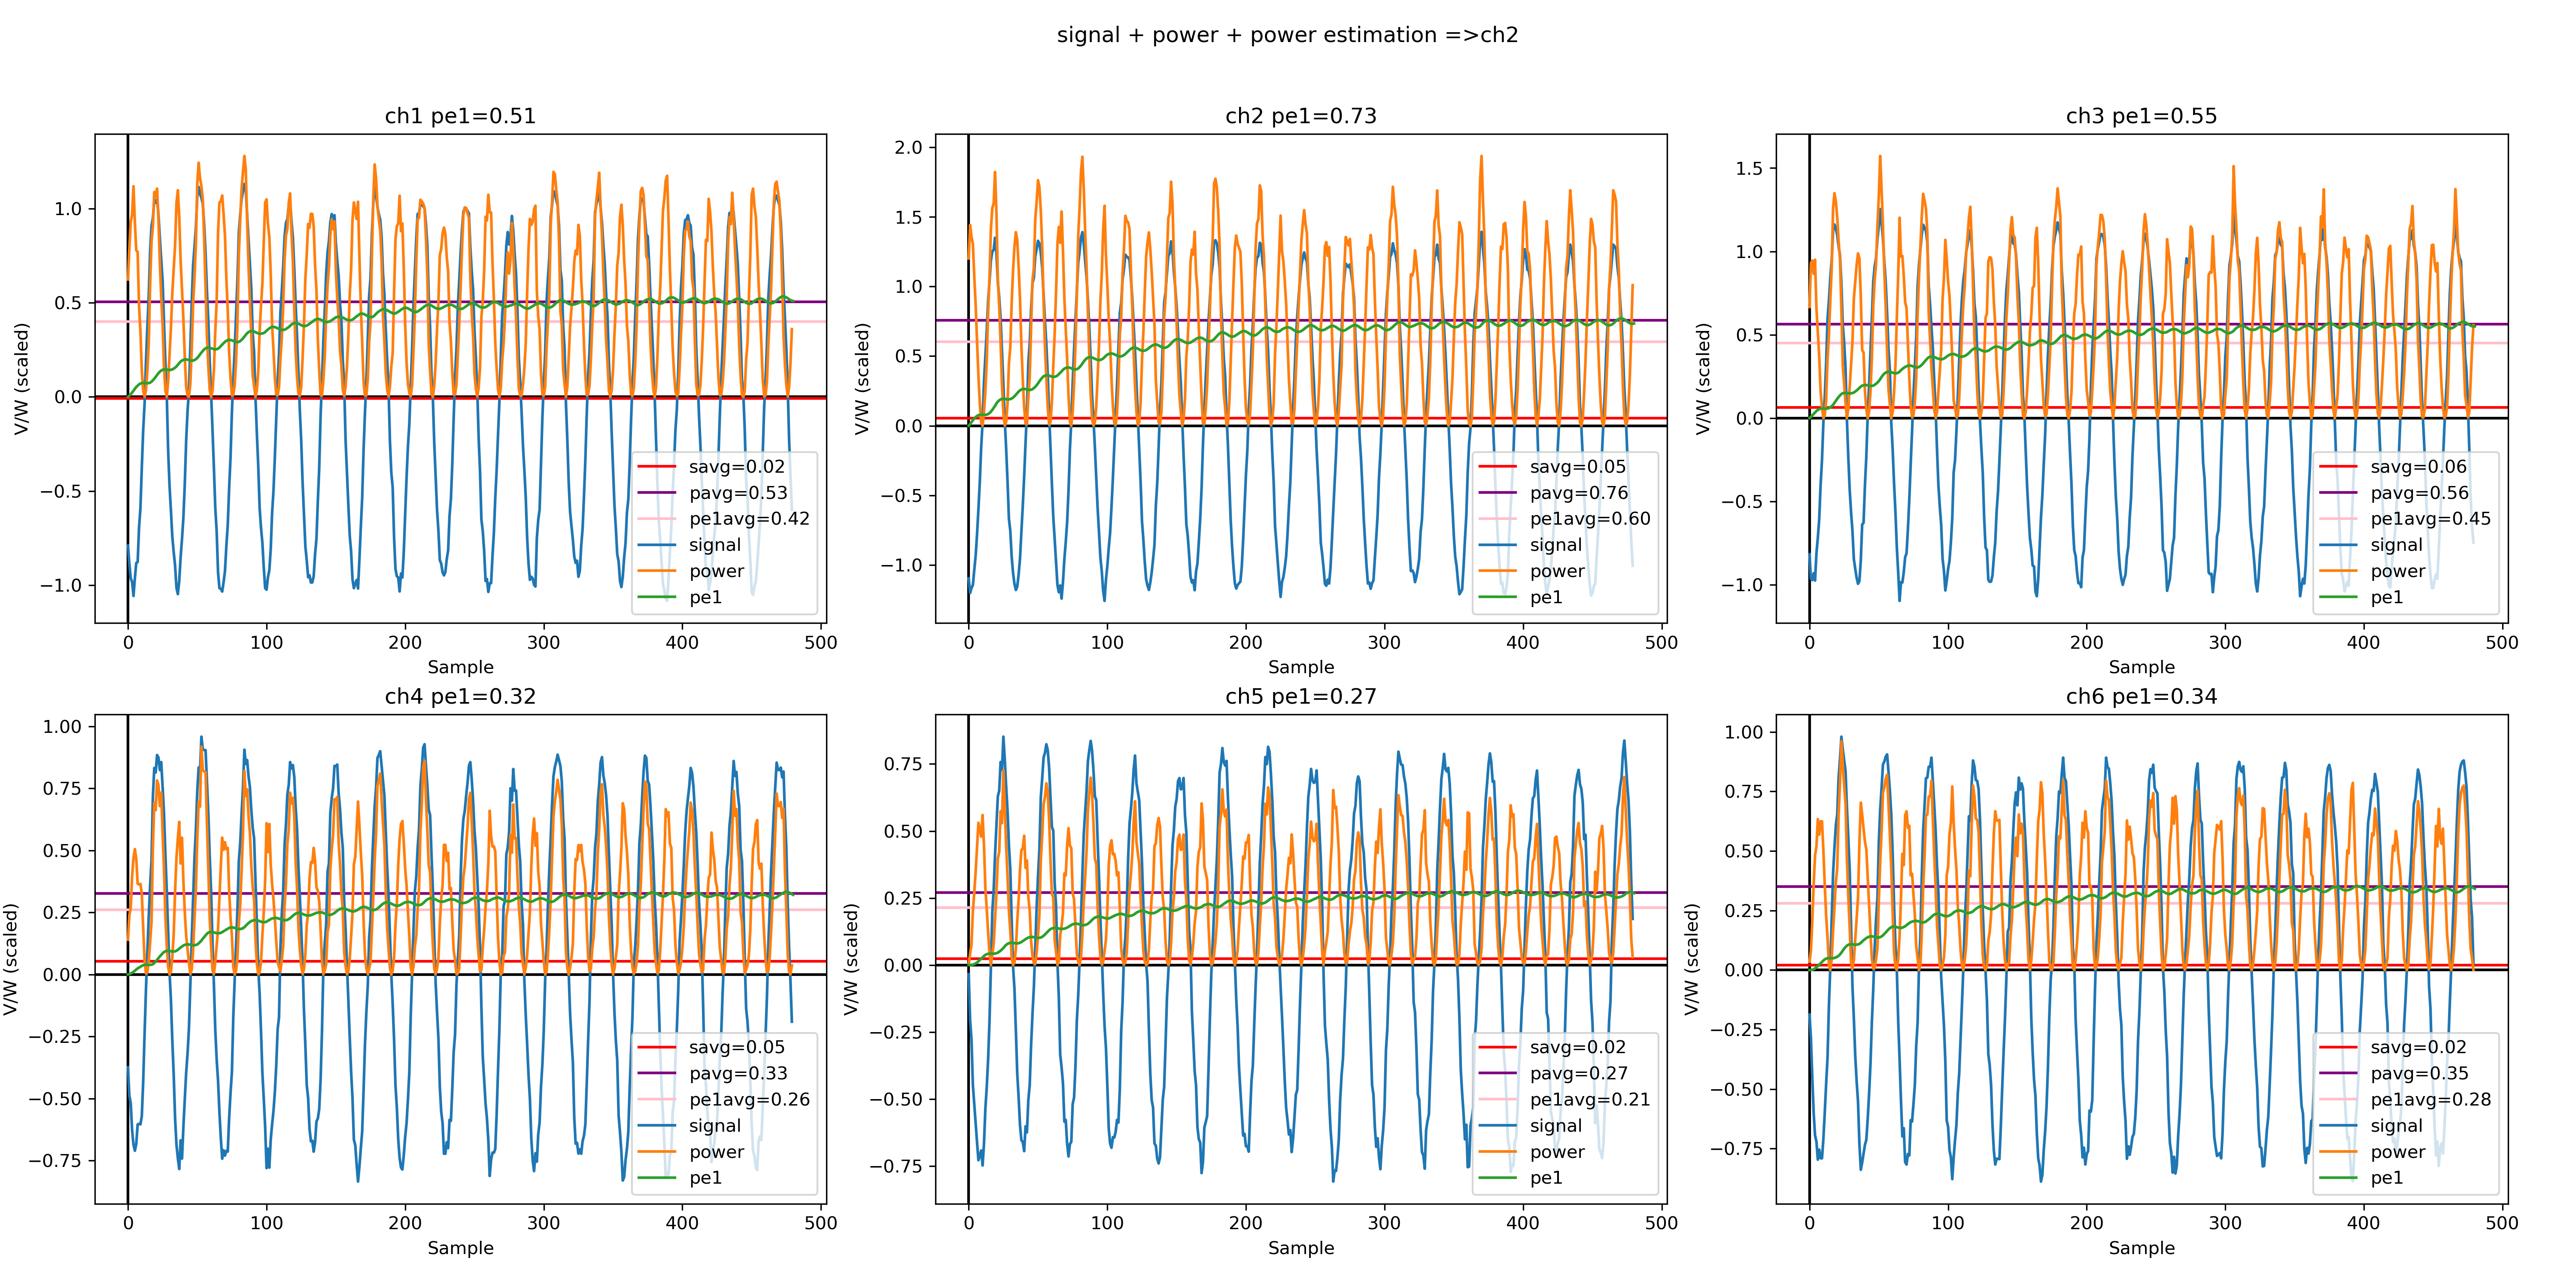 signal + power + power estimation =>ch2
ch1 pe1=0.51
1.0
0.5
0.0
−0.5
−1.0
V/W (scaled)
savg=0.02
pavg=0.53
pe1avg=0.42
signal
power
pe1
0 100 200 300 400 500
Sample
ch2 pe1=0.73
2.0
1.5
1.0
0.5
0.0
−0.5
−1.0
V/W (scaled)
savg=0.05
pavg=0.76
pe1avg=0.60
signal
power
pe1
0 100 200 300 400 500
Sample
ch3 pe1=0.55
1.5
1.0
0.5
0.0
−0.5
−1.0
V/W (scaled)
savg=0.06
pavg=0.56
pe1avg=0.45
signal
power
pe1
0 100 200 300 400 500
Sample
ch4 pe1=0.32
1.00
0.75
0.50
0.25
0.00
−0.25
−0.50
−0.75
V/W (scaled)
savg=0.05
pavg=0.33
pe1avg=0.26
signal
power
pe1
0 100 200 300 400 500
Sample
ch5 pe1=0.27
0.75
0.50
0.25
0.00
−0.25
−0.50
−0.75
V/W (scaled)
savg=0.02
pavg=0.27
pe1avg=0.21
signal
power
pe1
0 100 200 300 400 500
Sample
ch6 pe1=0.34
1.00
0.75
0.50
0.25
0.00
−0.25
−0.50
−0.75
V/W (scaled)
savg=0.02
pavg=0.35
pe1avg=0.28
signal
power
pe1
0 100 200 300 400 500
Sample